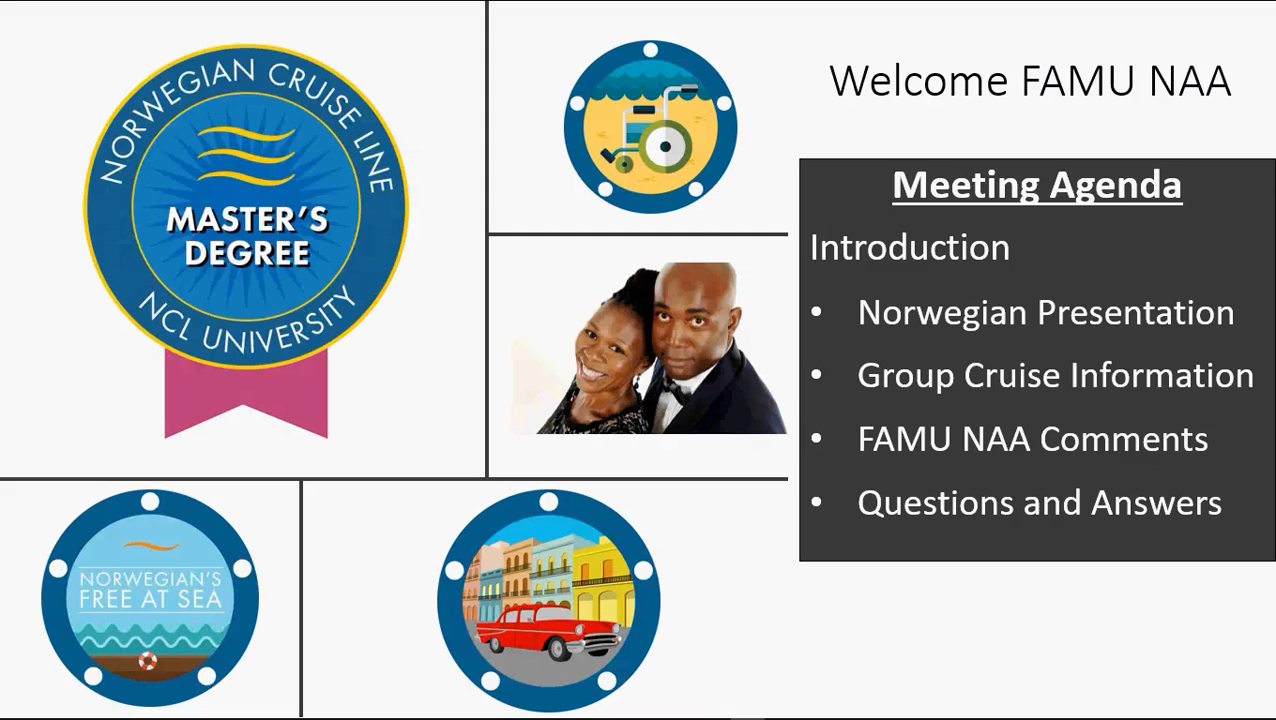 NORWEGIAN CRUISE LINE
MASTER'S
DEGREE
NCL UNIVERSITY
Welcome FAMU NAA
Meeting Agenda
Introduction
• Norwegian Presentation
• Group Cruise Information
• FAMU NAA Comments
• Questions and Answers
NORWEGIAN'S
FREE AT SEA